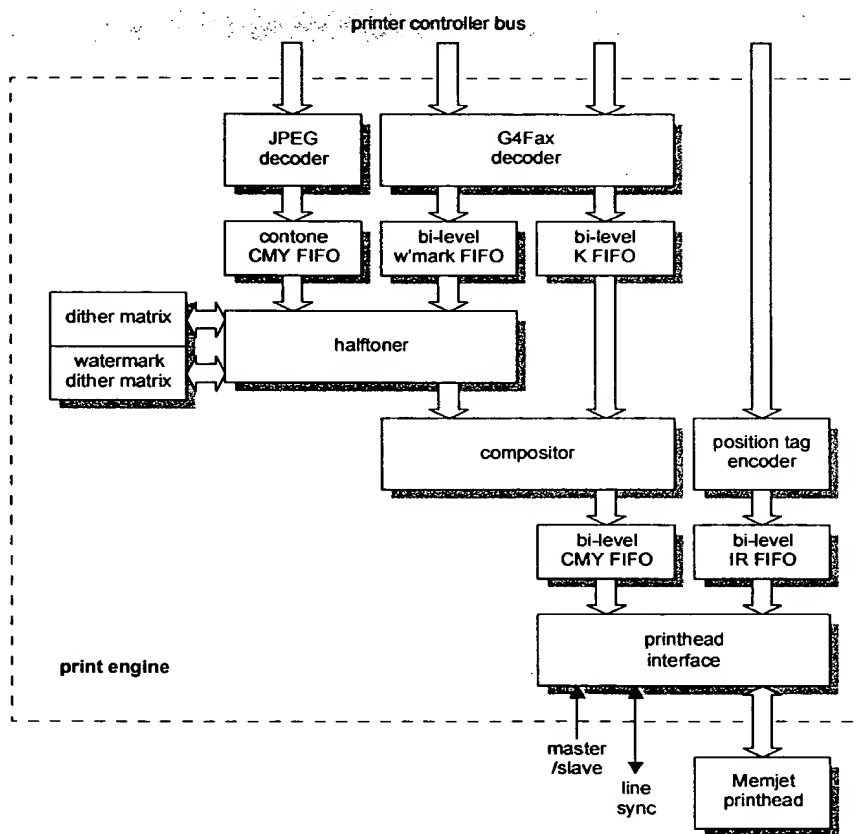 printer controller bus
JPEG
decoder
G4Fax
decoder
contone
CMY FIFO
bi-level
w'mark FIFO
bi-level
K FIFO
dither matrix
watermark
dither matrix
halftoner
compositor
position tag
encoder
bi-level
CMY FIFO
bi-level
IR FIFO
printhead
interface
print engine
master
/slave
line
sync
Memjet
printhead